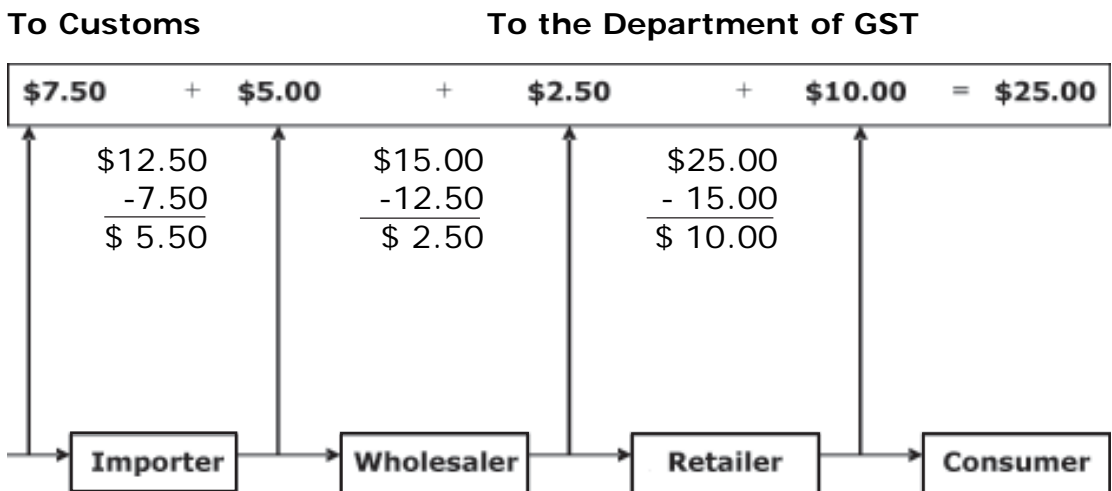 To Customs To the Department of GST
$7.50 + $5.00 + $2.50 + $10.00 = $25.00
$12.50 $15.00 $25.00
-7.50 -12.50 - 15.00
$ 5.50 $ 2.50 $ 10.00
Importer Wholesaler Retailer Consumer